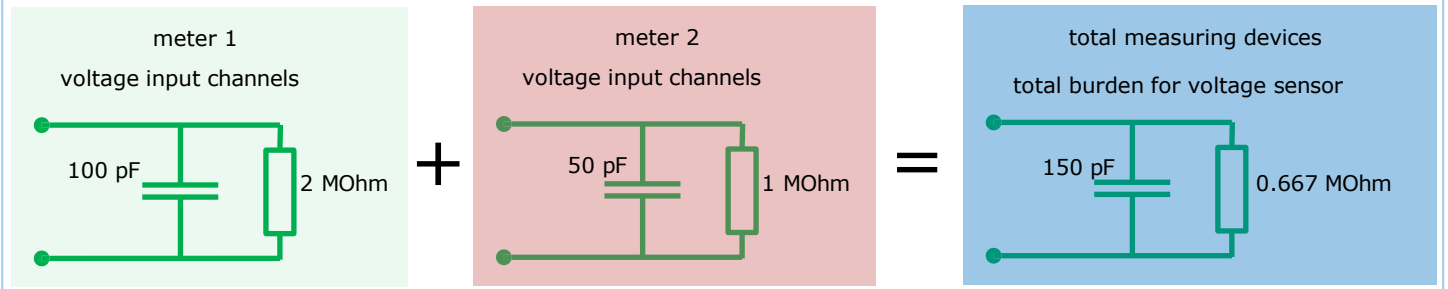 meter 1
voltage input channels
100 pF
2 MOhm
+
meter 2
voltage input channels
50 pF
1 MOhm
=
total measuring devices
total burden for voltage sensor
150 pF
0.667 MOhm